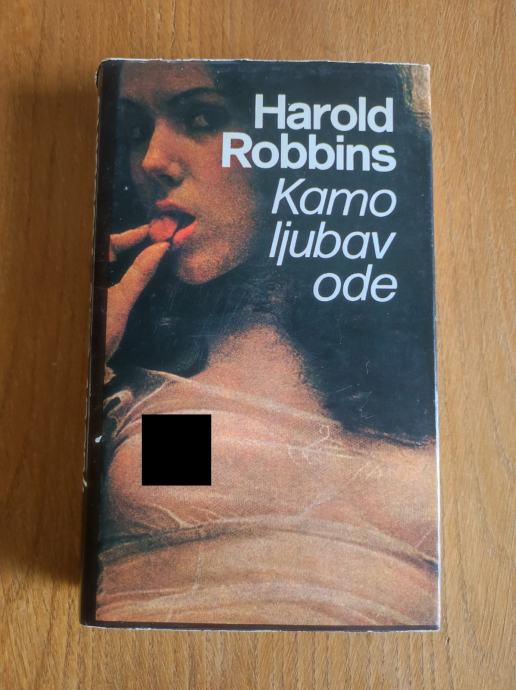 Harold
Robbins
Kamo
ljubav
ode